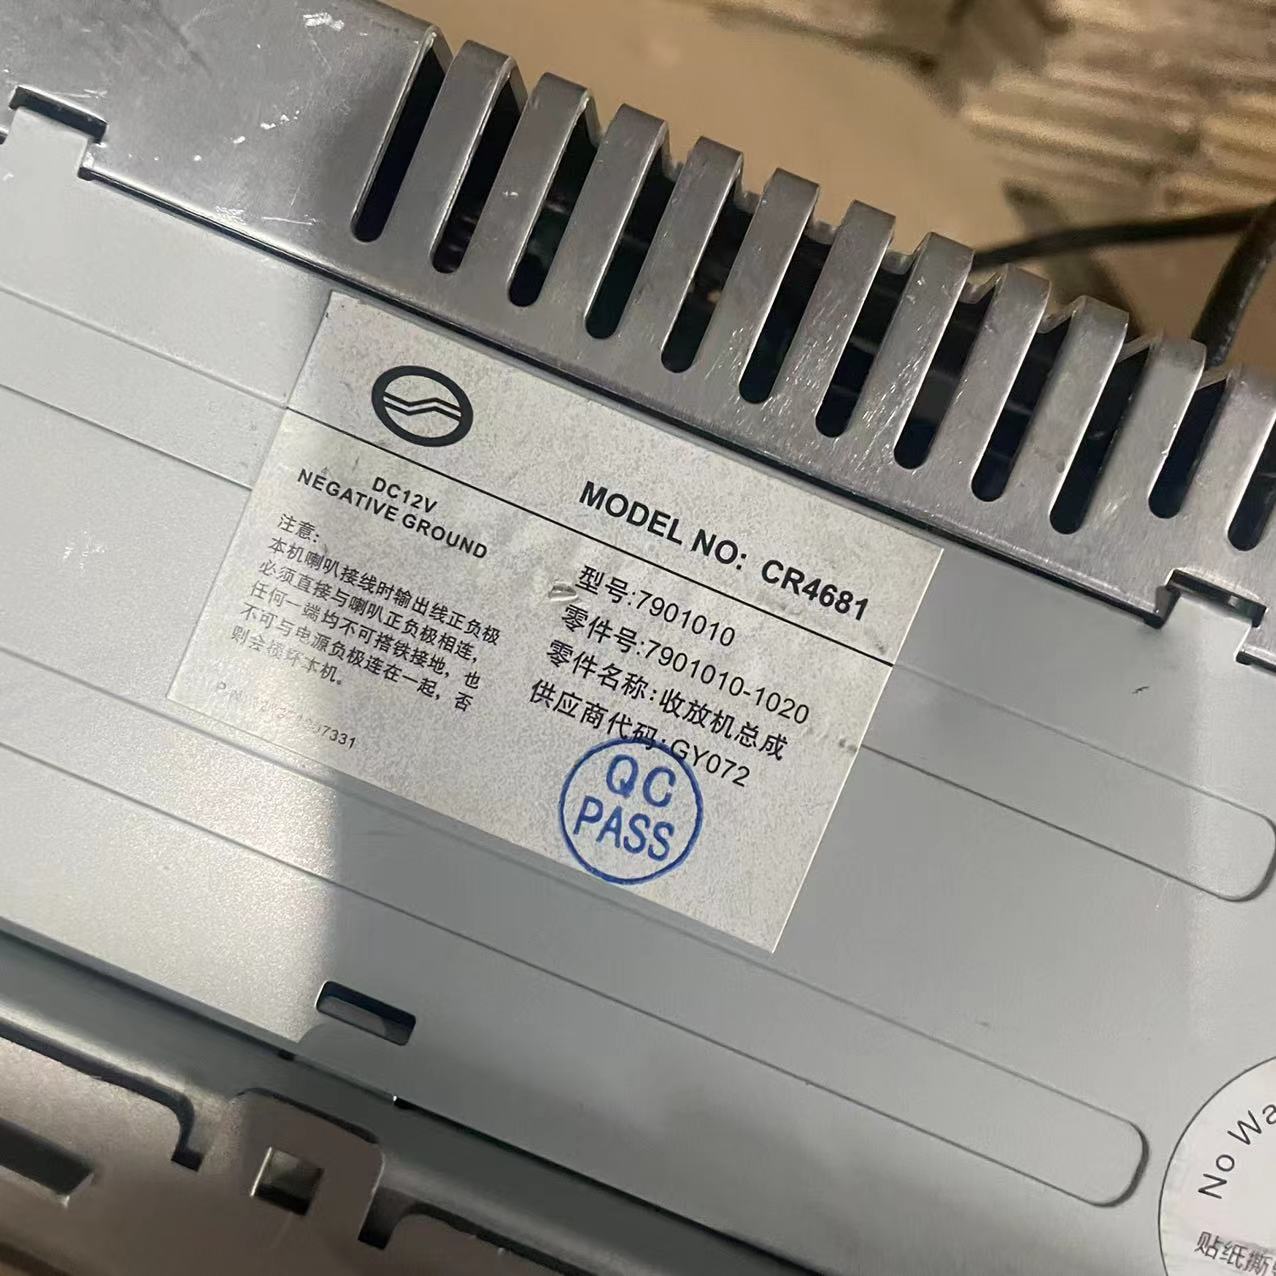 DC12V
NEGATIVE GROUND
MODEL NO: CR4681
注意:
本机喇叭接线时输出线正负极
必须直接与喇叭正负极相连,
任何一端均不可搭铁接地,也
不可与电源负极连在一起,否
则会损坏本机。
型号:7901010
零件号:7901010-1020
零件名称:收放机总成
供应商代码:GY072
7331
QC
PASS
No
贴纸撕